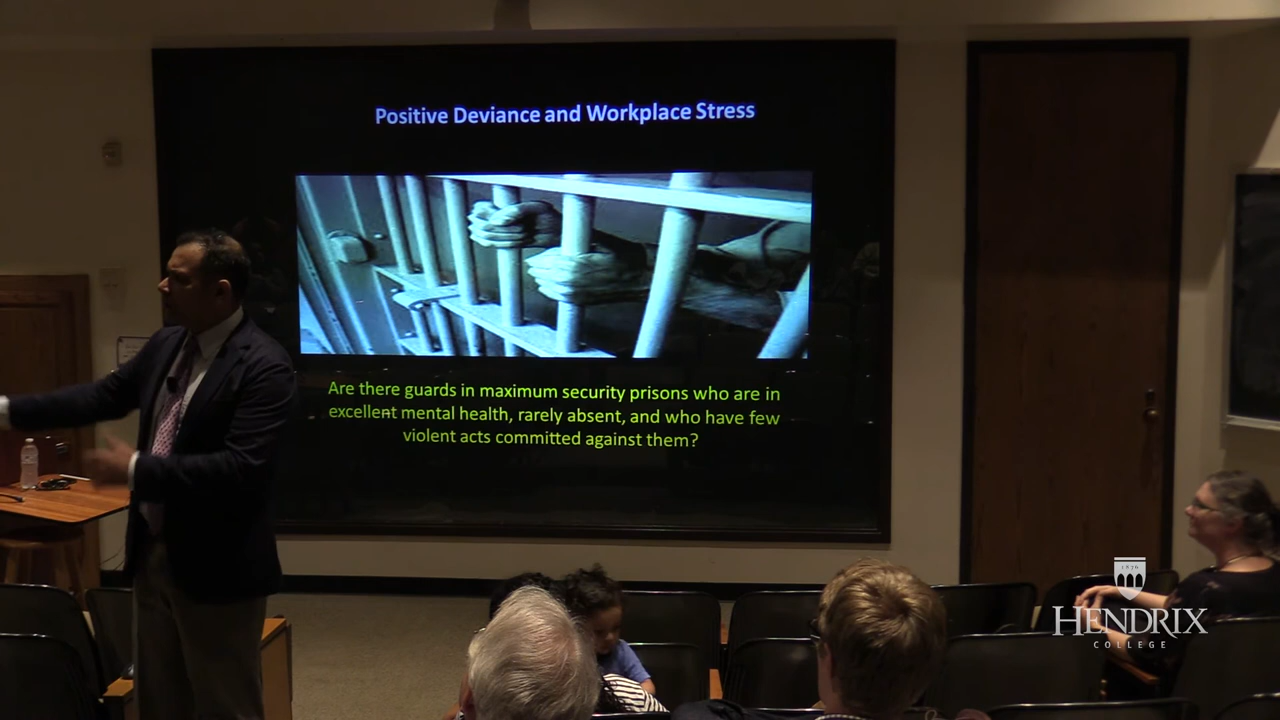 Positive Deviance and Workplace Stress
Are there guards in maximum security prisons who are in
excellent mental health, rarely absent, and who have few
violent acts committed against them?
1876
HENDRIX
COLLEGE